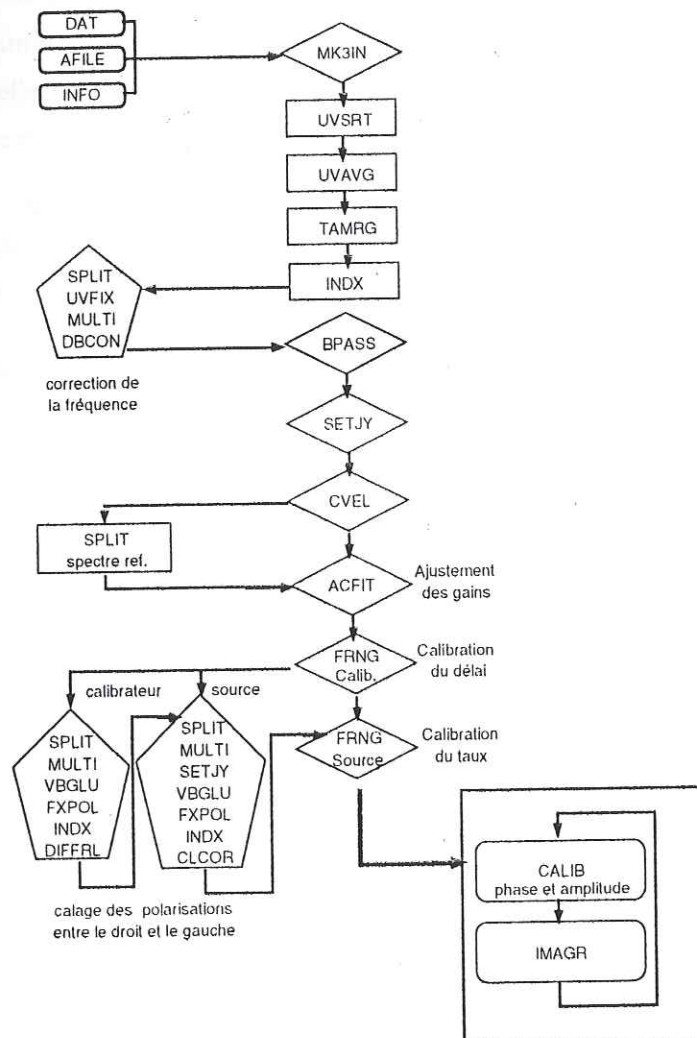 DAT
AFILE
INFO
MK3IN
UVSRT
UVAVG
TAMRG
INDX
SPLIT
UVFIX
MULTI
DBCON
correction de
la fréquence
BPASS
SETJY
CVEL
SPLIT
spectre ref.
ACFIT
Ajustement
des gains
FRNG
Calib.
Calibration
du délai
calibrateur
source
SPLIT
MULTI
VBGLU
FXPOL
INDX
DIFFRL
SPLIT
MULTI
SETJY
VBGLU
FXPOL
INDX
CLCOR
FRNG
Source
Calibration
du taux
calage des polarisations
entre le droit et le gauche
CALIB
phase et amplitude
IMAGR